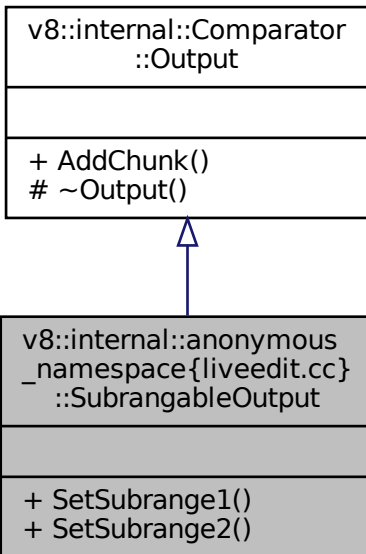 v8::internal::Comparator
::Output
+ AddChunk()
# ~Output()
v8::internal::anonymous
_namespace{liveedit.cc}
::SubrangableOutput
+ SetSubrange1()
+ SetSubrange2()